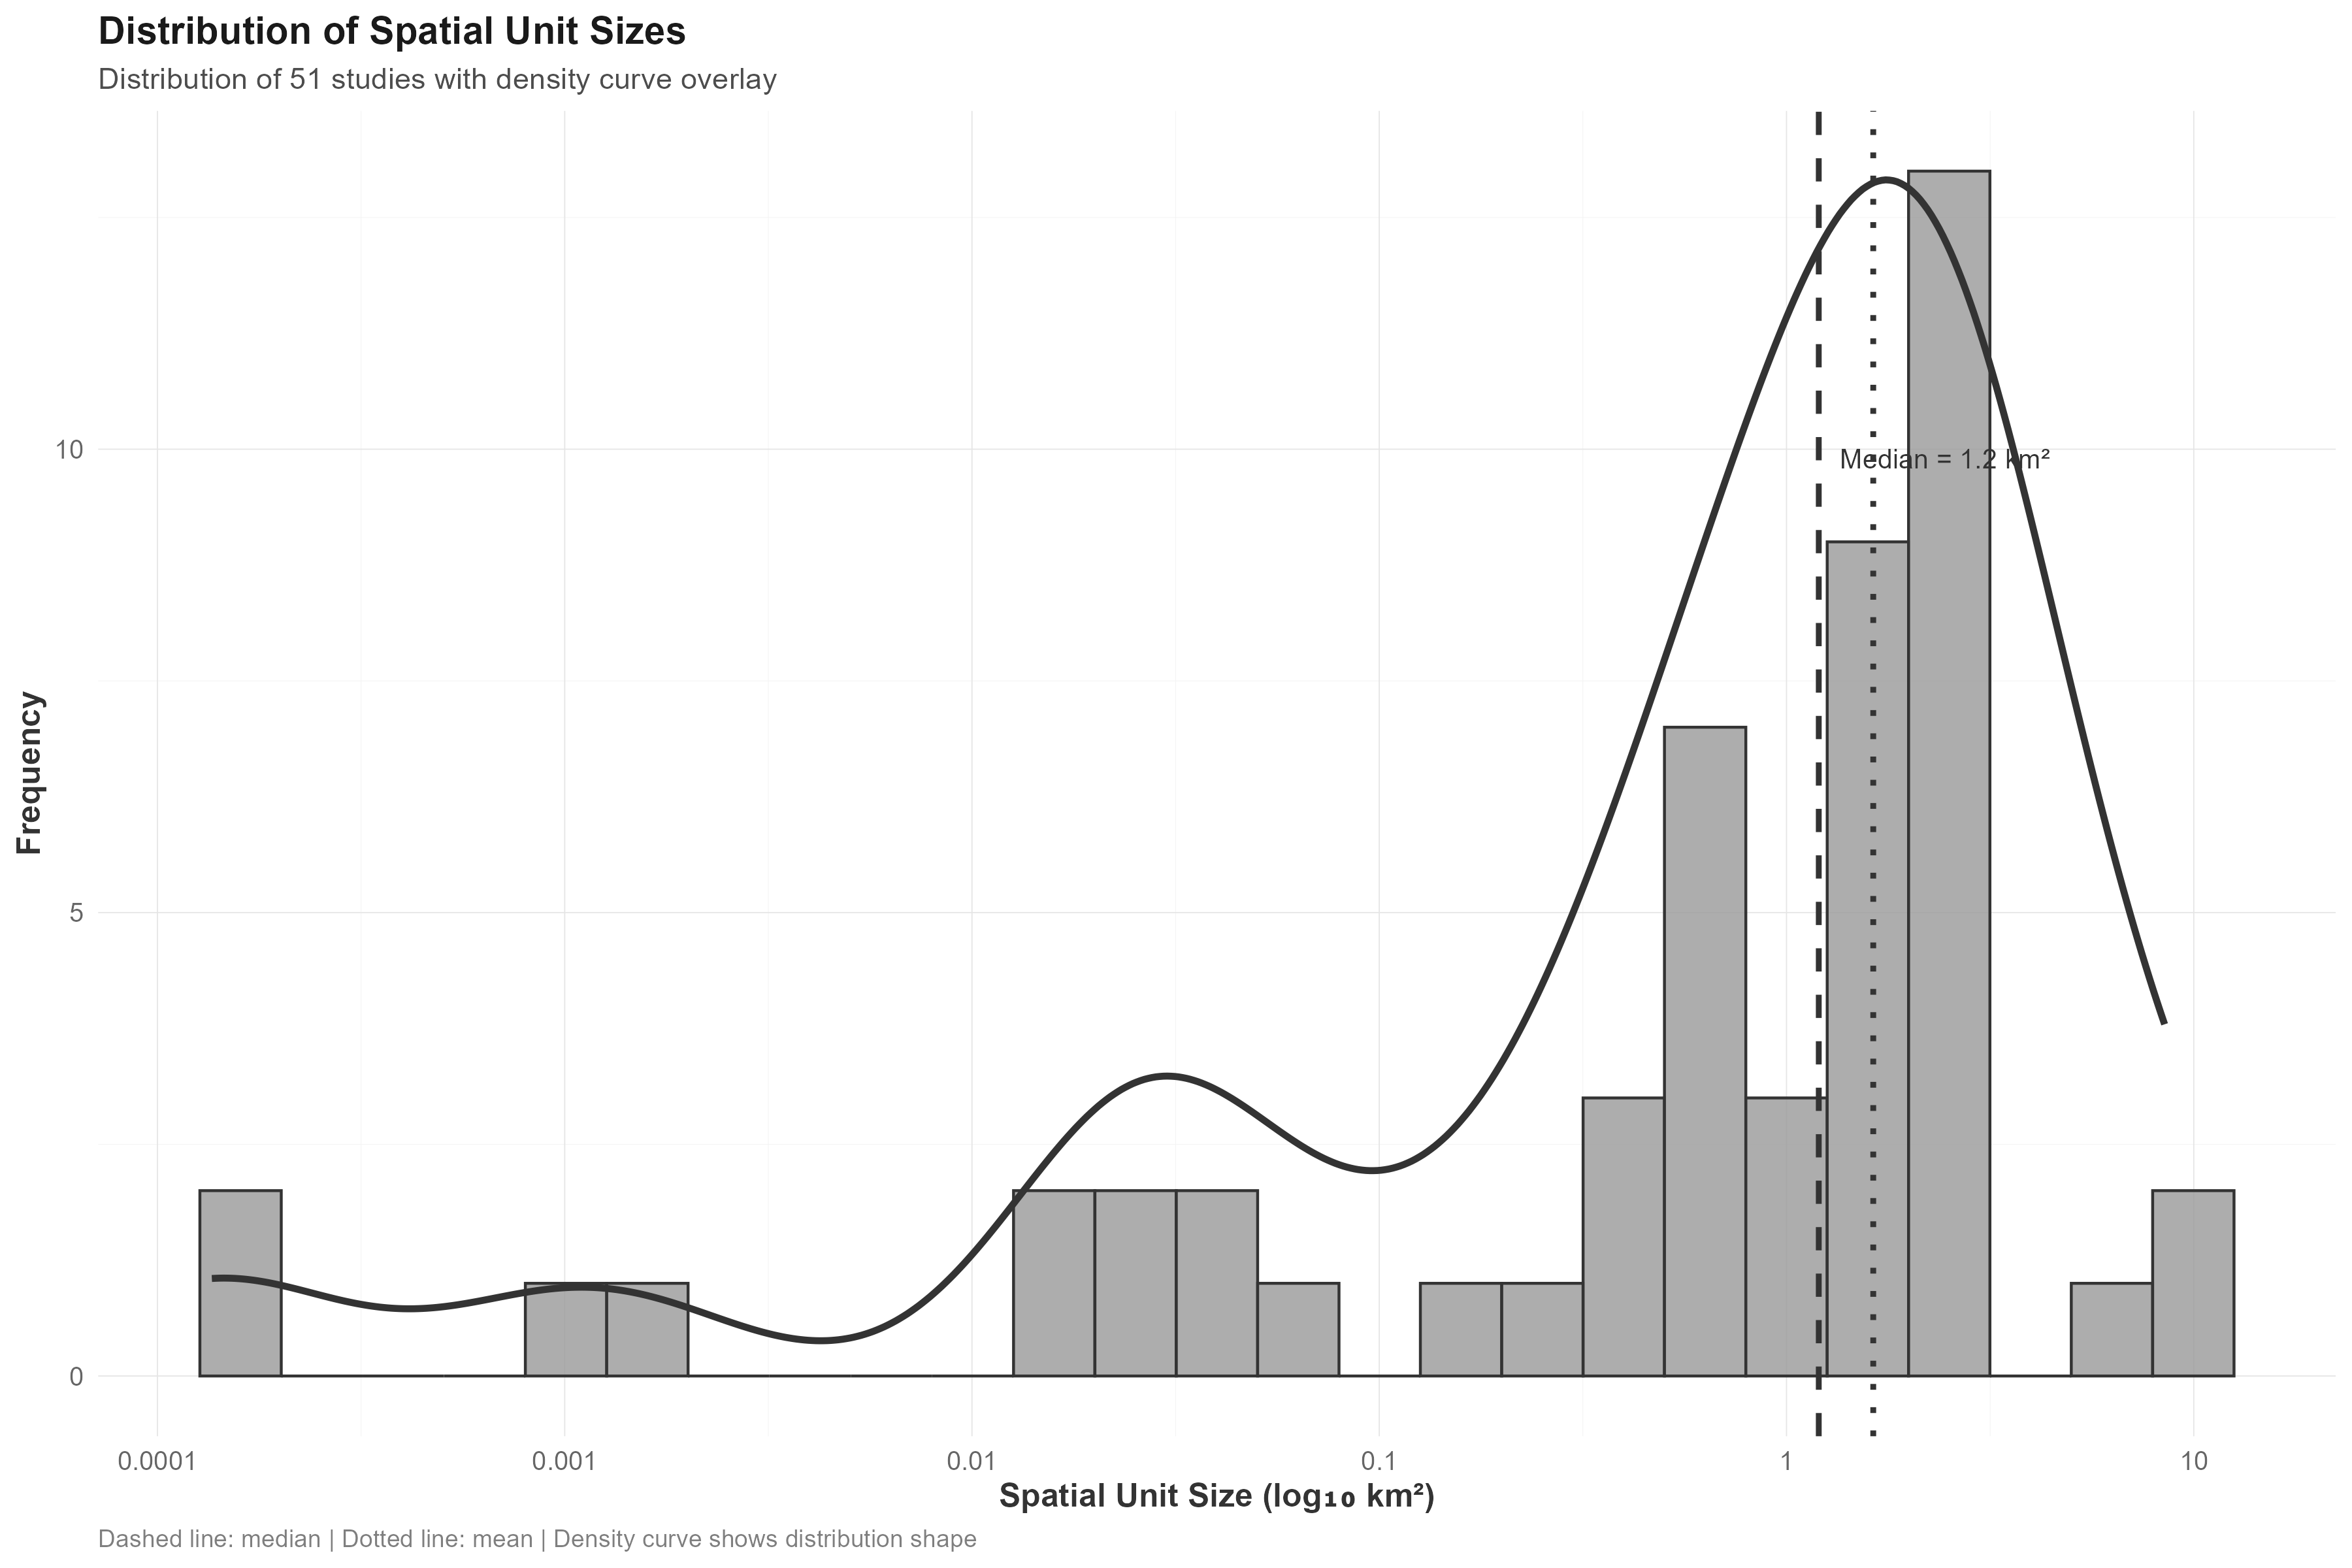 Distribution of Spatial Unit Sizes
Distribution of 51 studies with density curve overlay
Frequency
10
5
0
Median = 1.2 km²
0.0001 0.001 0.01 0.1 1 10
Spatial Unit Size (log₁₀ km²)
Dashed line: median | Dotted line: mean | Density curve shows distribution shape